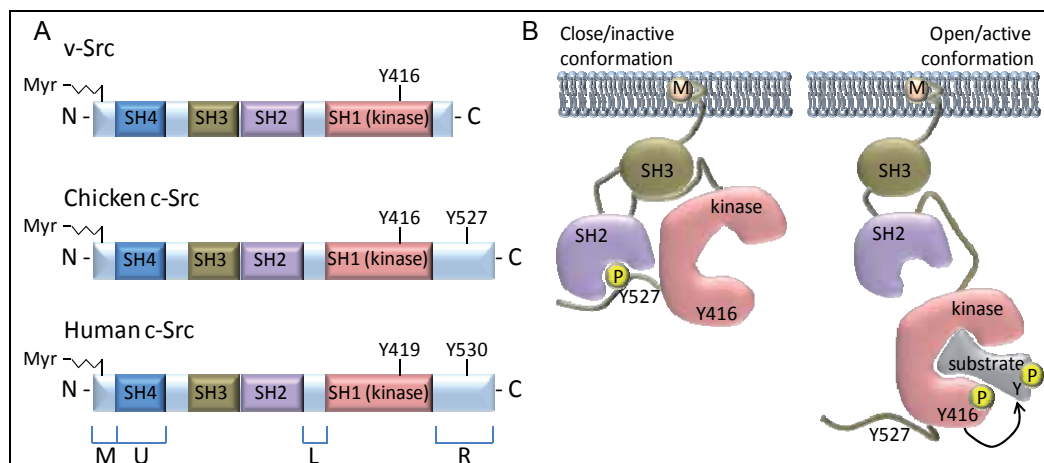 A
v-Src
Myr
Y416
N - SH4 SH3 SH2 SH1 (kinase) - C
Chicken c-Src
Myr
Y416 Y527
N - SH4 SH3 SH2 SH1 (kinase) - C
Human c-Src
Myr
Y419 Y530
N - SH4 SH3 SH2 SH1 (kinase) - C
M U L R
B
Close/inactive
conformation
M
SH3
kinase
SH2
P
Y527
Y416
Open/active
conformation
M
SH3
SH2
kinase
substrate
P
Y
P
Y416
Y527